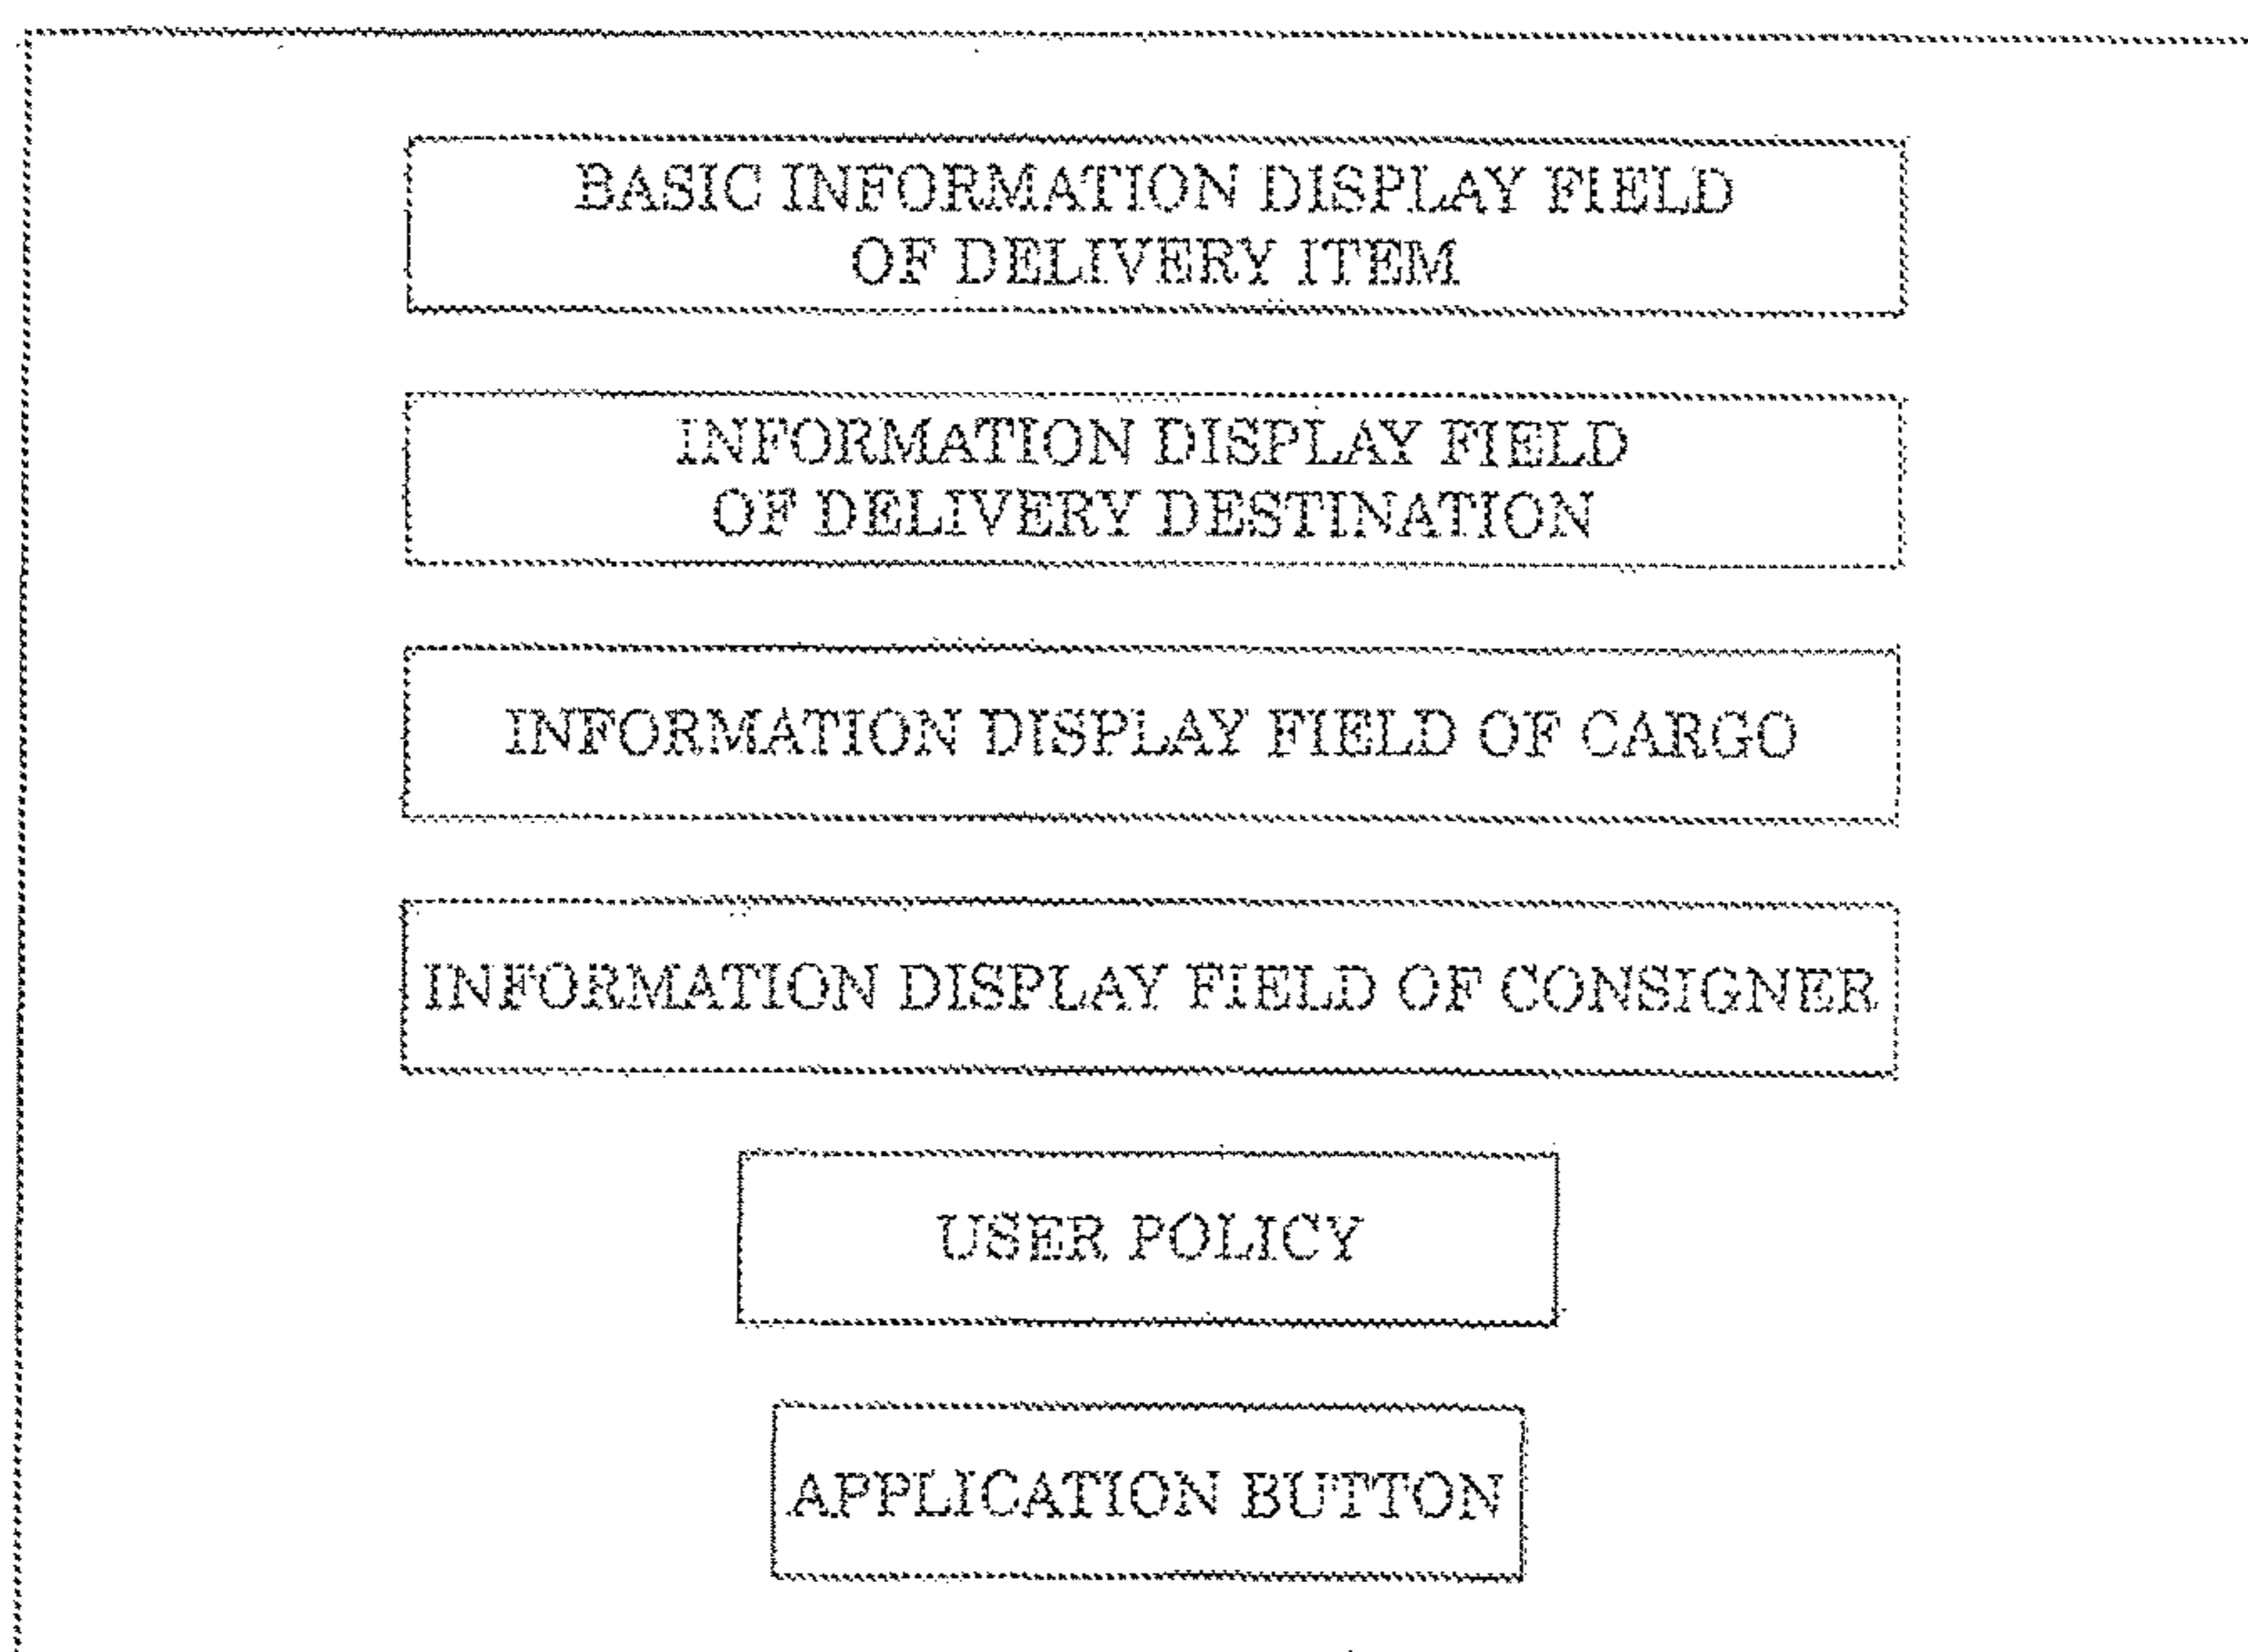 BASIC INFORMATION DISPLAY FIELD
OF DELIVERY ITEM
INFORMATION DISPLAY FIELD
OF DELIVERY DESTINATION
INFORMATION DISPLAY FIELD OF CARGO
INFORMATION DISPLAY FIELD OF CONSIGNER
USER POLICY
APPLICATION BUTTON